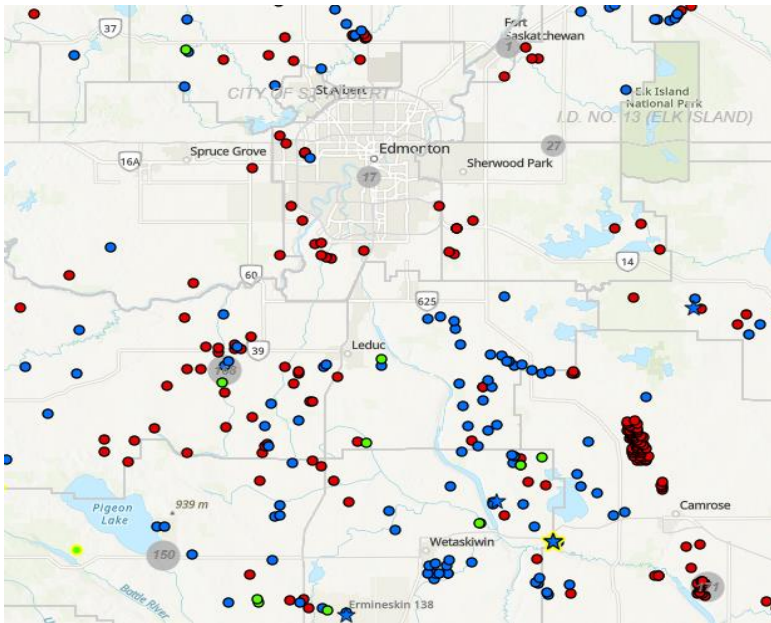 37
Fort
Saskatchewan
1
St Albert
CITY OF ST. ALBERT
Elk Island
National Park
I.D. NO. 13 (ELK ISLAND)
16A
Spruce Grove
Edmonton
Sherwood Park
27
17
60
14
625
Leduc
39
Pigeon
Lake
939 m
Camrose
150
Wetaskiwin
Battle River
Ermineskin 138